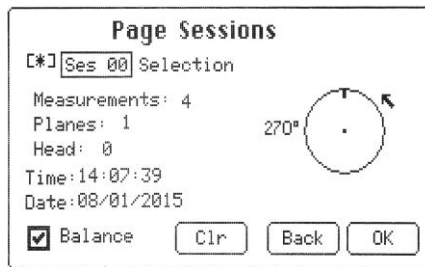 Page Sessions
[*] Ses 00 Selection
Measurements: 4
Planes: 1
270°
Head: 0
Time:14:07:39
Date:08/01/2015
Balance Clr Back OK